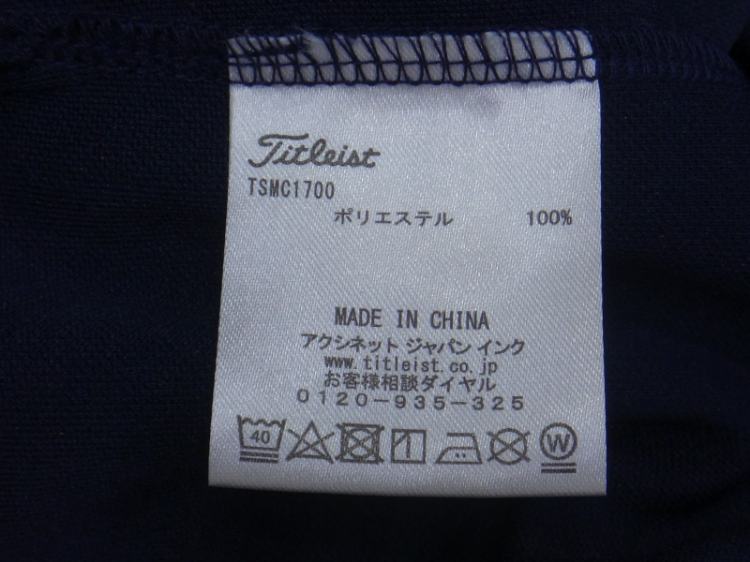 Titleist
TSMC1700
ポリエステル 100%
MADE IN CHINA
アクシネット ジャパン インク
www.titleist.co.jp
お客様相談ダイヤル
0120-935-325
40 W